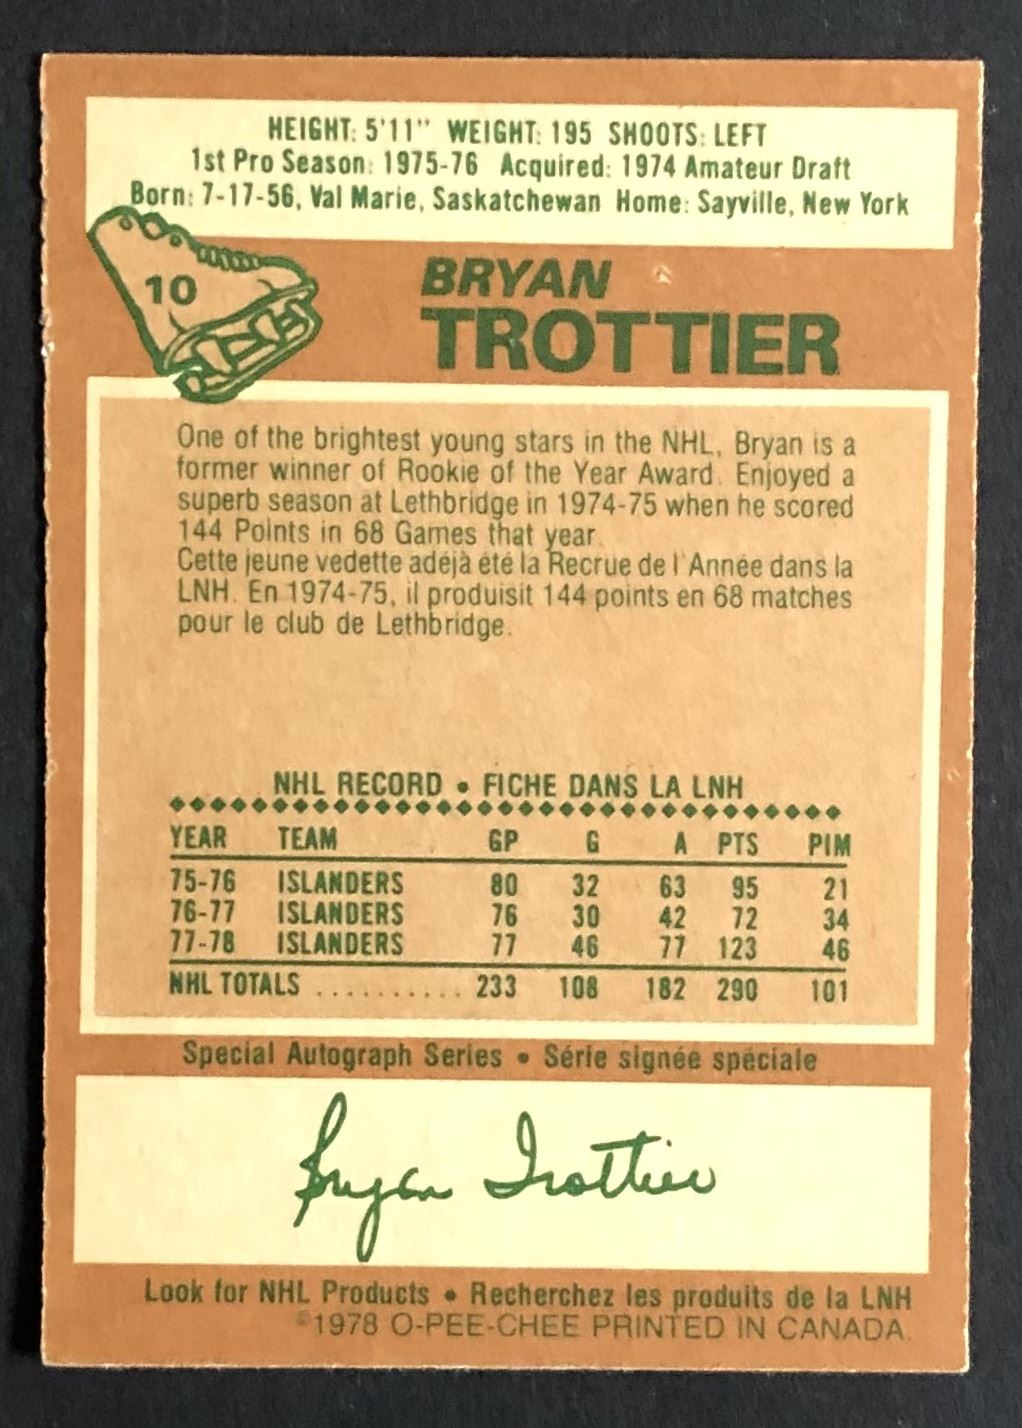 HEIGHT: 5'11" WEIGHT: 195 SHOOTS: LEFT
1st Pro Season: 1975-76 Acquired: 1974 Amateur Draft
Born: 7-17-56, Val Marie, Saskatchewan Home: Sayville, New York
10
BRYAN
TROTTIER
One of the brightest young stars in the NHL, Bryan is a
former winner of Rookie of the Year Award. Enjoyed a
superb season at Lethbridge in 1974-75 when he scored
144 Points in 68 Games that year.
Cette jeune vedette adéjà été la Recrue de l'Année dans la
LNH. En 1974-75, il produisit 144 points en 68 matches
pour le club de Lethbridge.
NHL RECORD • FICHE DANS LA LNH
YEAR TEAM GP G A PTS PIM
75-76 ISLANDERS 80 32 63 95 21
76-77 ISLANDERS 76 30 42 72 34
77-78 ISLANDERS 77 46 77 123 46
NHL TOTALS .......... 233 108 182 290 101
Special Autograph Series • Série signée spéciale
Bryan Trottier
Look for NHL Products • Recherchez les produits de la LNH
©1978 O-PEE-CHEE PRINTED IN CANADA.